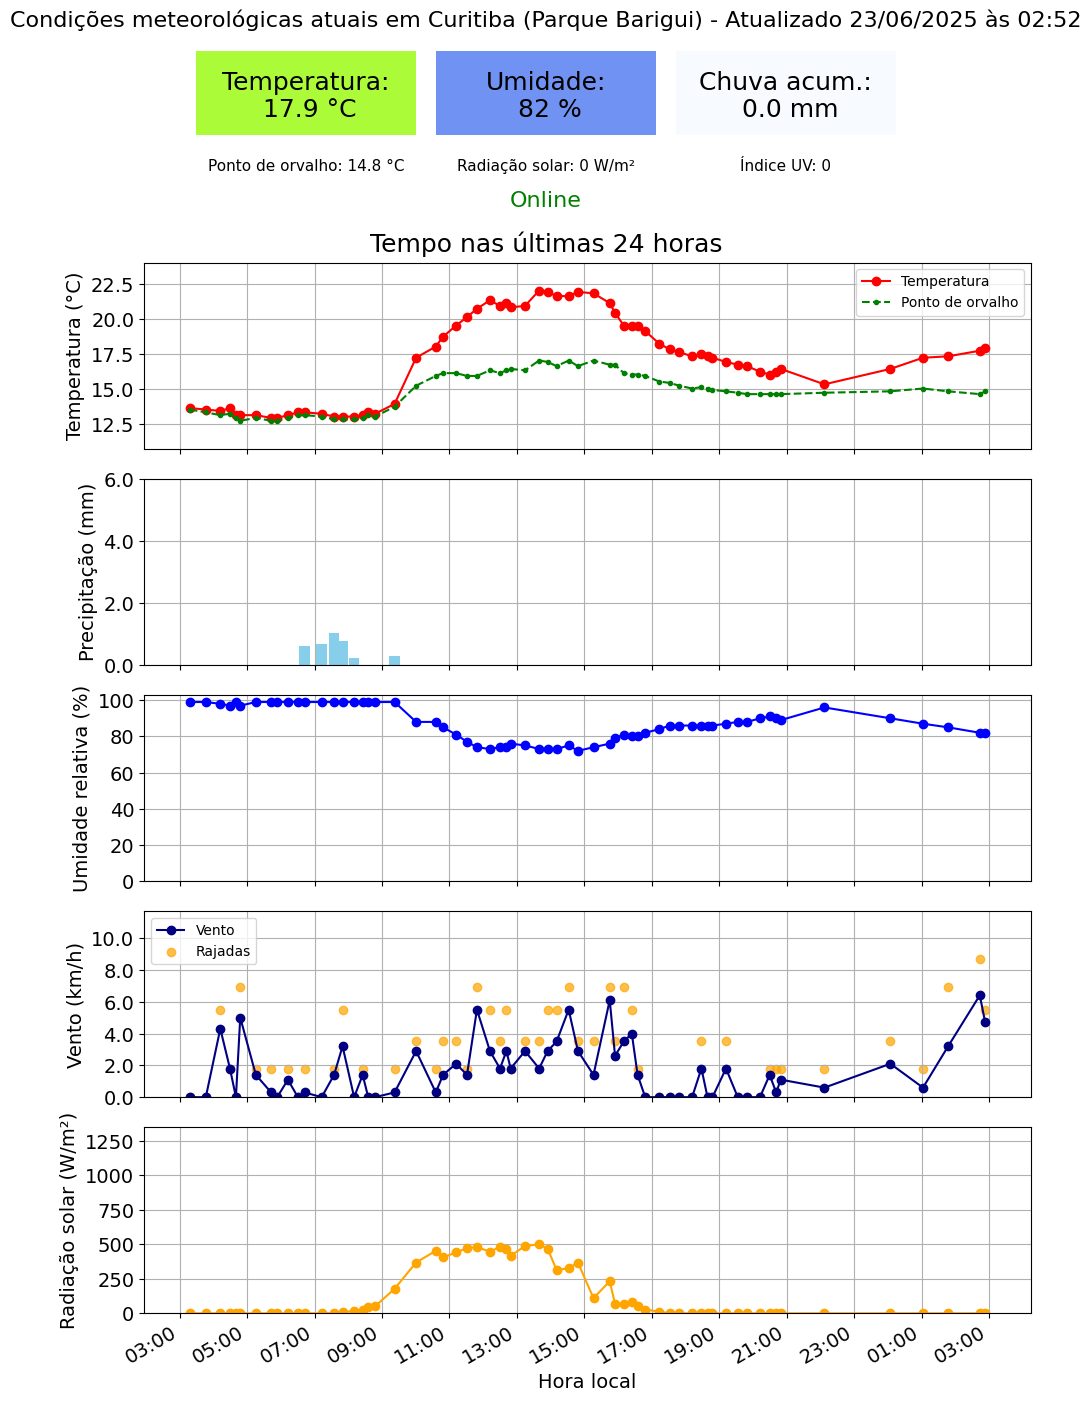 Condições meteorológicas atuais em Curitiba (Parque Barigui) - Atualizado 23/06/2025 às 02:52
Temperatura:
17.9 °C
Umidade:
82 %
Chuva acum.:
0.0 mm
Ponto de orvalho: 14.8 °C
Radiação solar: 0 W/m²
Índice UV: 0
Online
Tempo nas últimas 24 horas
Temperatura (°C)
22.5
20.0
17.5
15.0
12.5
Temperatura
Ponto de orvalho
Precipitação (mm)
6.0
4.0
2.0
0.0
Umidade relativa (%)
100
80
60
40
20
0
Vento (km/h)
10.0
8.0
6.0
4.0
2.0
0.0
Vento
Rajadas
Radiação solar (W/m²)
1250
1000
750
500
250
0
03:00 05:00 07:00 09:00 11:00 13:00 15:00 17:00 19:00 21:00 23:00 01:00 03:00
Hora local